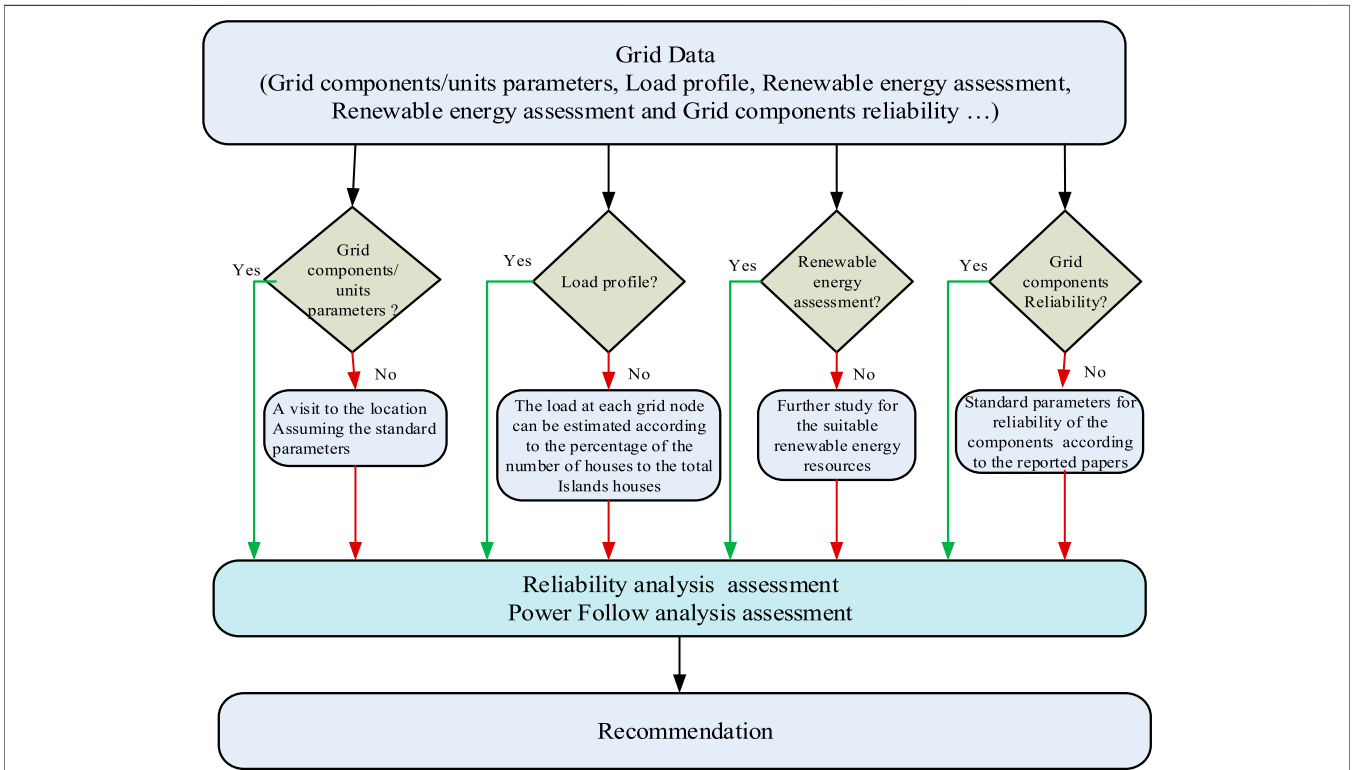 Grid Data
(Grid components/units parameters, Load profile, Renewable energy assessment,
Renewable energy assessment and Grid components reliability …)
Grid
components/
units
parameters ?
Yes
No
A visit to the location
Assuming the standard
parameters
Load profile?
Yes
No
The load at each grid node
can be estimated according
to the percentage of the
number of houses to the total
Islands houses
Renewable
energy
assessment?
Yes
No
Further study for
the suitable
renewable energy
resources
Grid
components
Reliability?
Yes
No
Standard parameters for
reliability of the
components according
to the reported papers
Reliability analysis assessment
Power Follow analysis assessment
Recommendation